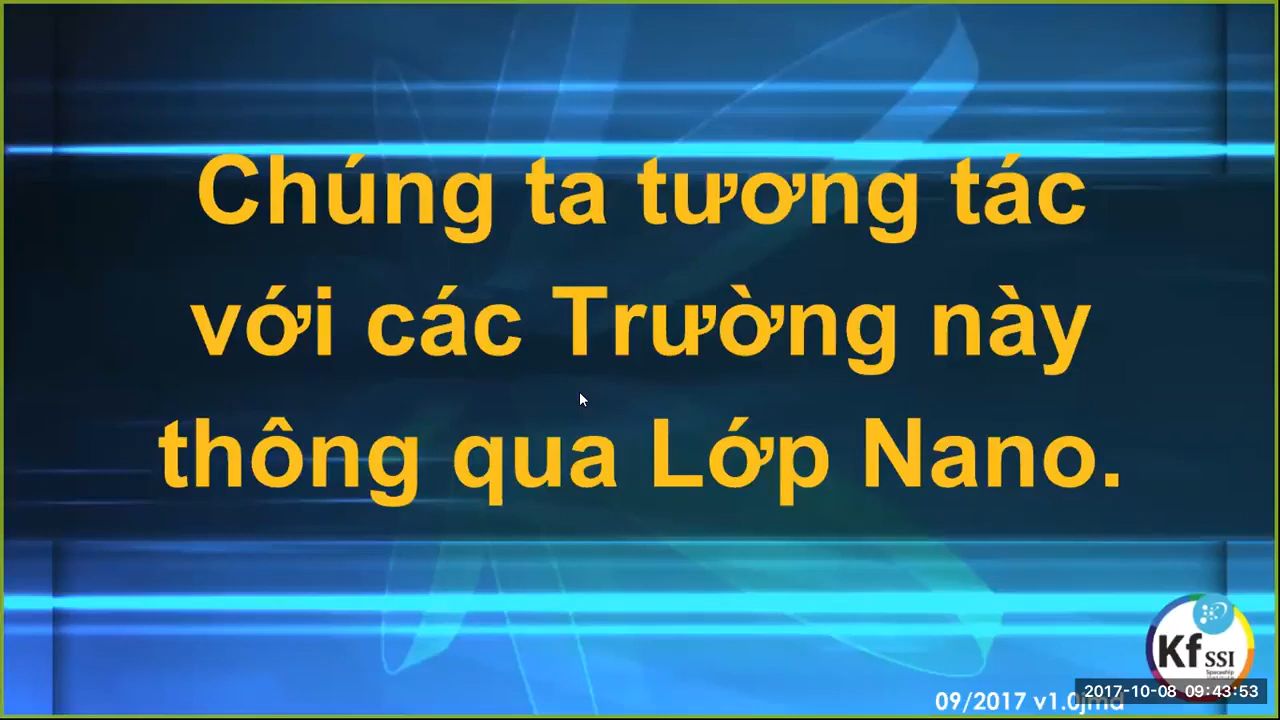 Chúng ta tương tác
với các Trường này
thông qua Lớp Nano.
Kf SSI
Spaceship
09/2017 v1.0jmd
2017-10-08 09:43:53